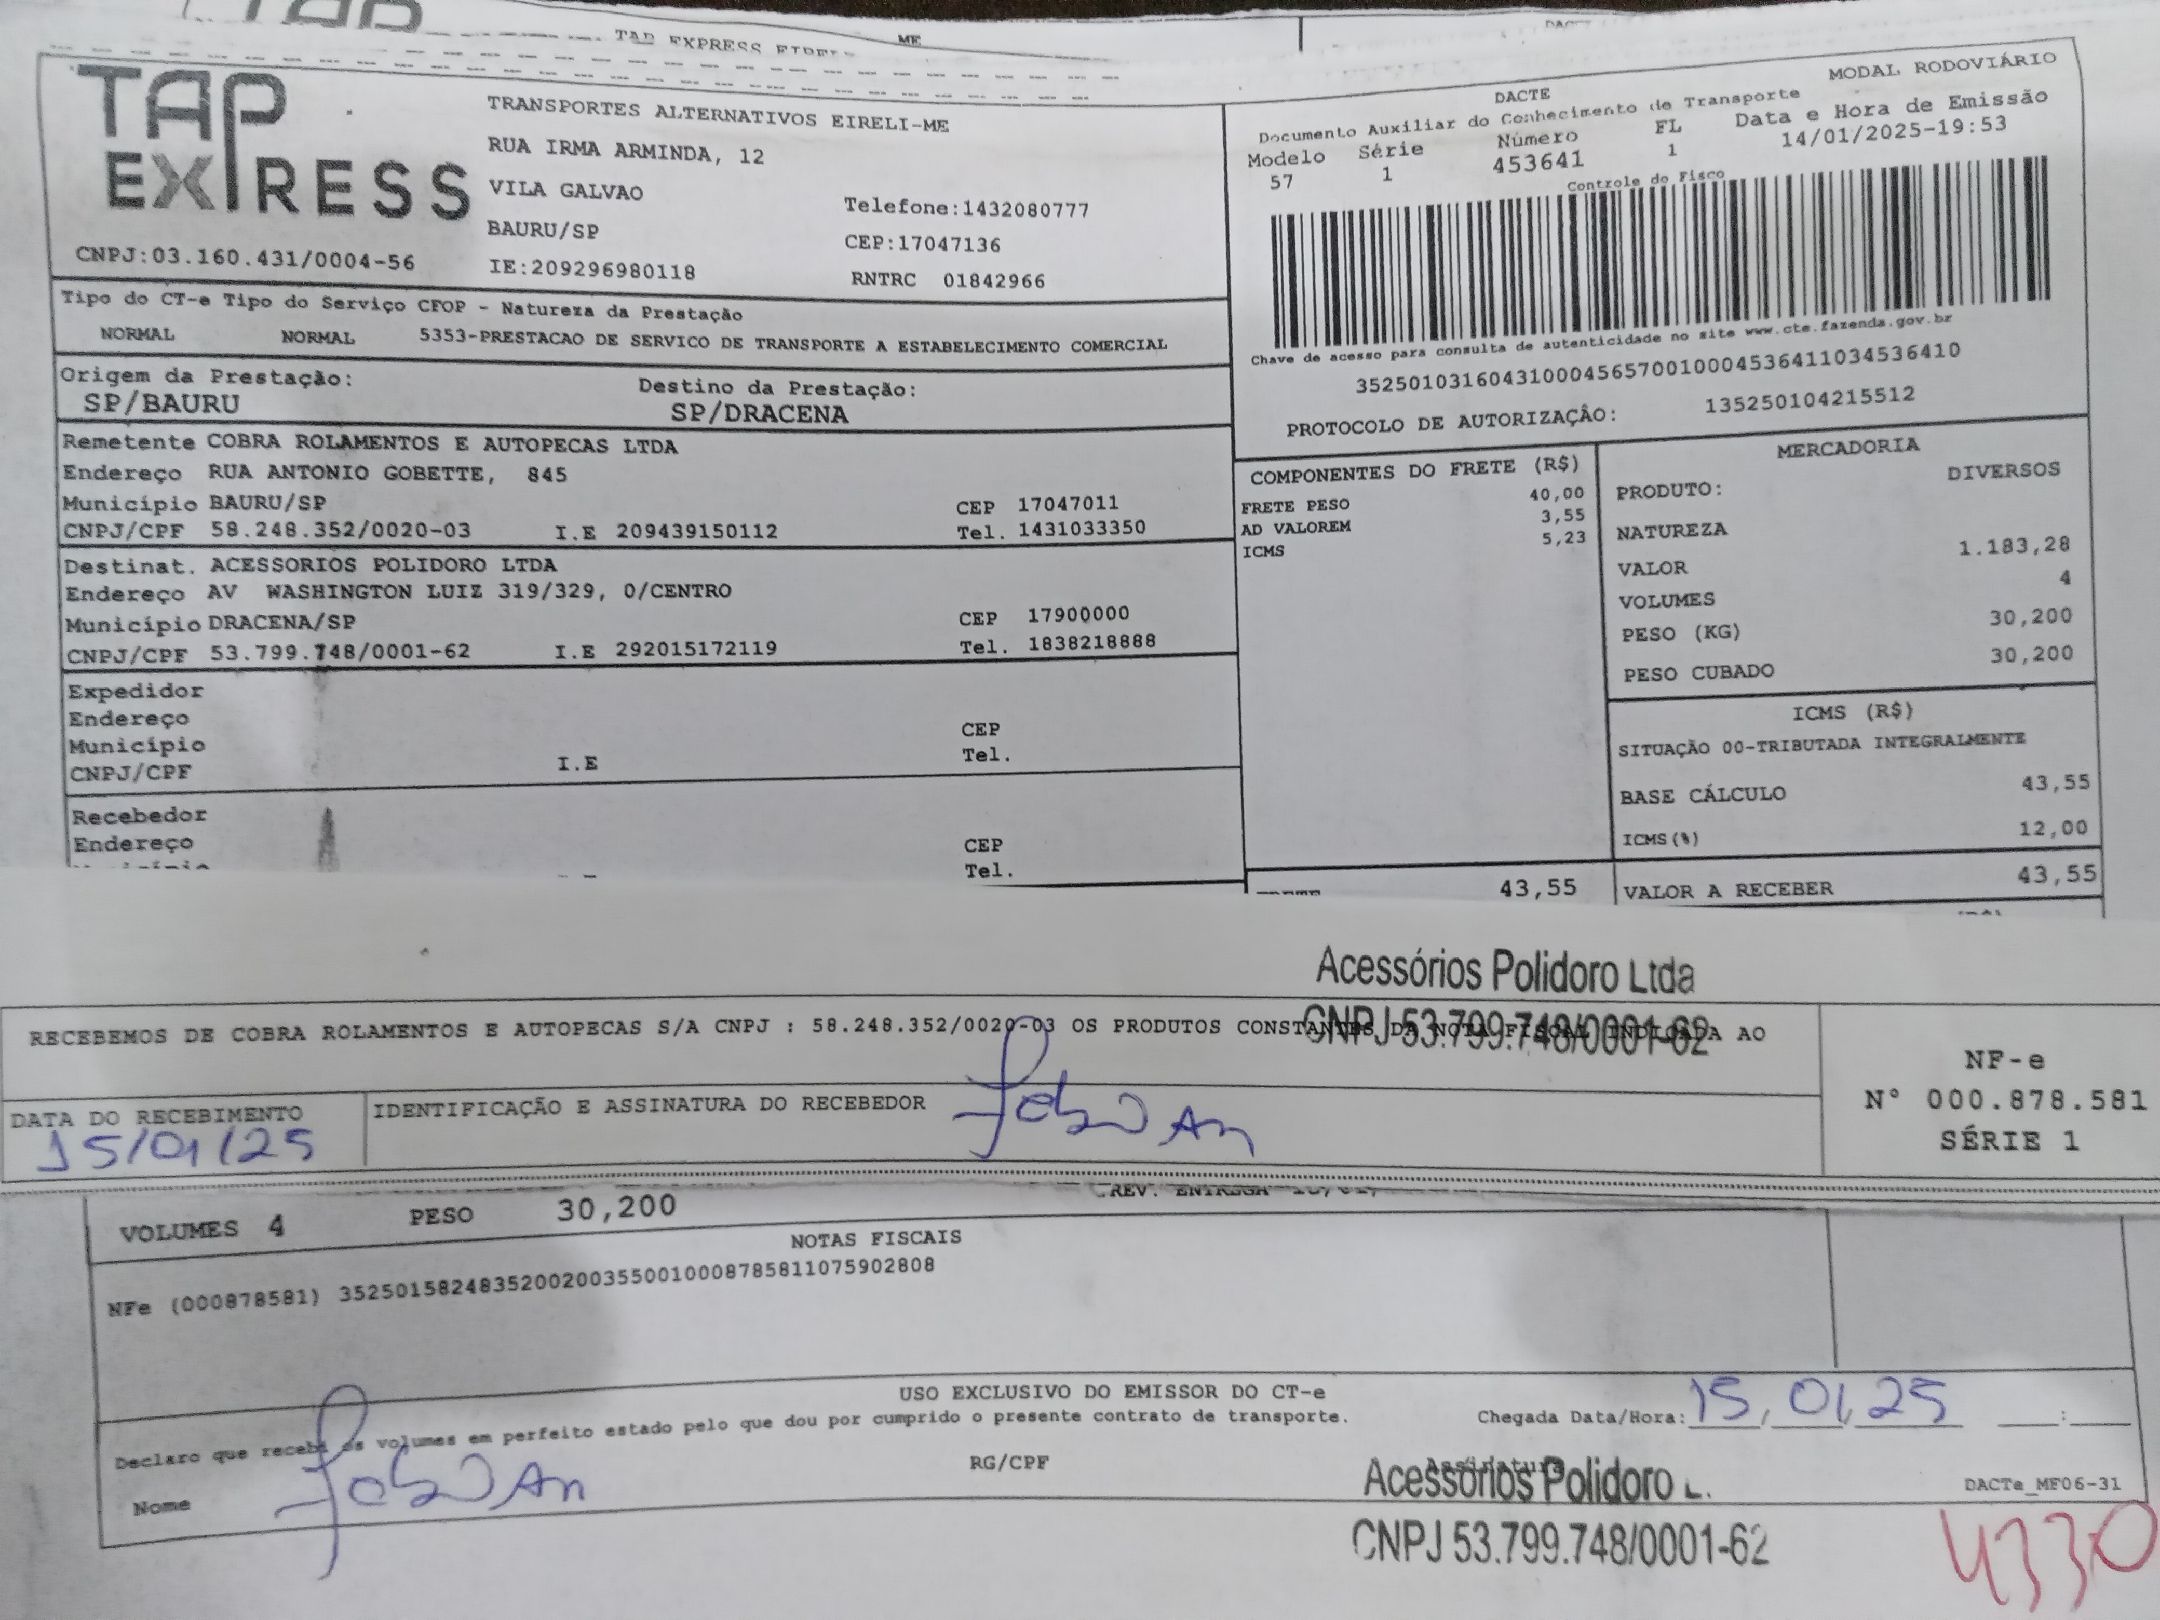 TAP EXPRESS
ME
TAP EXPRESS
TRANSPORTES ALTERNATIVOS EIRELI-ME
RUA IRMA ARMINDA, 12
VILA GALVAO
Telefone:1432080777
BAURU/SP
CEP:17047136
CNPJ:03.160.431/0004-56
IE:209296980118
RNTRC 01842966
MODAL RODOVIÁRIO
DACTE
Documento Auxiliar do Conhecimento de Transporte
Modelo Série Número FL Data e Hora de Emissão
57 1 453641 1 14/01/2025-19:53
Controle do Fisco
Chave de acesso para consulta de autenticidade no site www.cte.fazenda.gov.br
35250103160431000456570010004536411034536410
PROTOCOLO DE AUTORIZAÇÂO: 135250104215512
Tipo do CT-e Tipo do Serviço CFOP - Natureza da Prestação
NORMAL NORMAL 5353-PRESTACAO DE SERVICO DE TRANSPORTE A ESTABELECIMENTO COMERCIAL
Origem da Prestação: Destino da Prestação:
SP/BAURU SP/DRACENA
Remetente COBRA ROLAMENTOS E AUTOPECAS LTDA
Endereço RUA ANTONIO GOBETTE, 845
Município BAURU/SP CEP 17047011
CNPJ/CPF 58.248.352/0020-03 I.E 209439150112 Tel. 1431033350
Destinat. ACESSORIOS POLIDORO LTDA
Endereço AV WASHINGTON LUIZ 319/329, 0/CENTRO
Município DRACENA/SP CEP 17900000
CNPJ/CPF 53.799.748/0001-62 I.E 292015172119 Tel. 1838218888
Expedidor
Endereço
Município CEP
CNPJ/CPF I.E Tel.
Recebedor
Endereço CEP
Tel.
COMPONENTES DO FRETE (R$)
FRETE PESO 40,00
AD VALOREM 3,55
ICMS 5,23
43,55
MERCADORIA
PRODUTO: DIVERSOS
NATUREZA
VALOR 1.183,28
VOLUMES 4
PESO (KG) 30,200
PESO CUBADO 30,200
ICMS (R$)
SITUAÇÃO 00-TRIBUTADA INTEGRALMENTE
BASE CÁLCULO 43,55
ICMS(%) 12,00
VALOR A RECEBER 43,55
Acessórios Polidoro Ltda
CNPJ 53.799.748/0001-62
RECEBEMOS DE COBRA ROLAMENTOS E AUTOPECAS S/A CNPJ : 58.248.352/0020-03 OS PRODUTOS CONSTANTES DA NOTA FISCAL INDICADA AO
DATA DO RECEBIMENTO
15/01/25
IDENTIFICAÇÃO E ASSINATURA DO RECEBEDOR
NF-e
N° 000.878.581
SÉRIE 1
VOLUMES 4 PESO 30,200
NOTAS FISCAIS
NFe (000878581) 35250158248352002003550010008785811075902808
USO EXCLUSIVO DO EMISSOR DO CT-e
Declaro que recebi os volumes em perfeito estado pelo que dou por cumprido o presente contrato de transporte.
Chegada Data/Hora: 15,01,25 :
Nome
RG/CPF
Assinatura
Acessórios Polidoro L.
CNPJ 53.799.748/0001-62
DACTe_MF06-31
4330